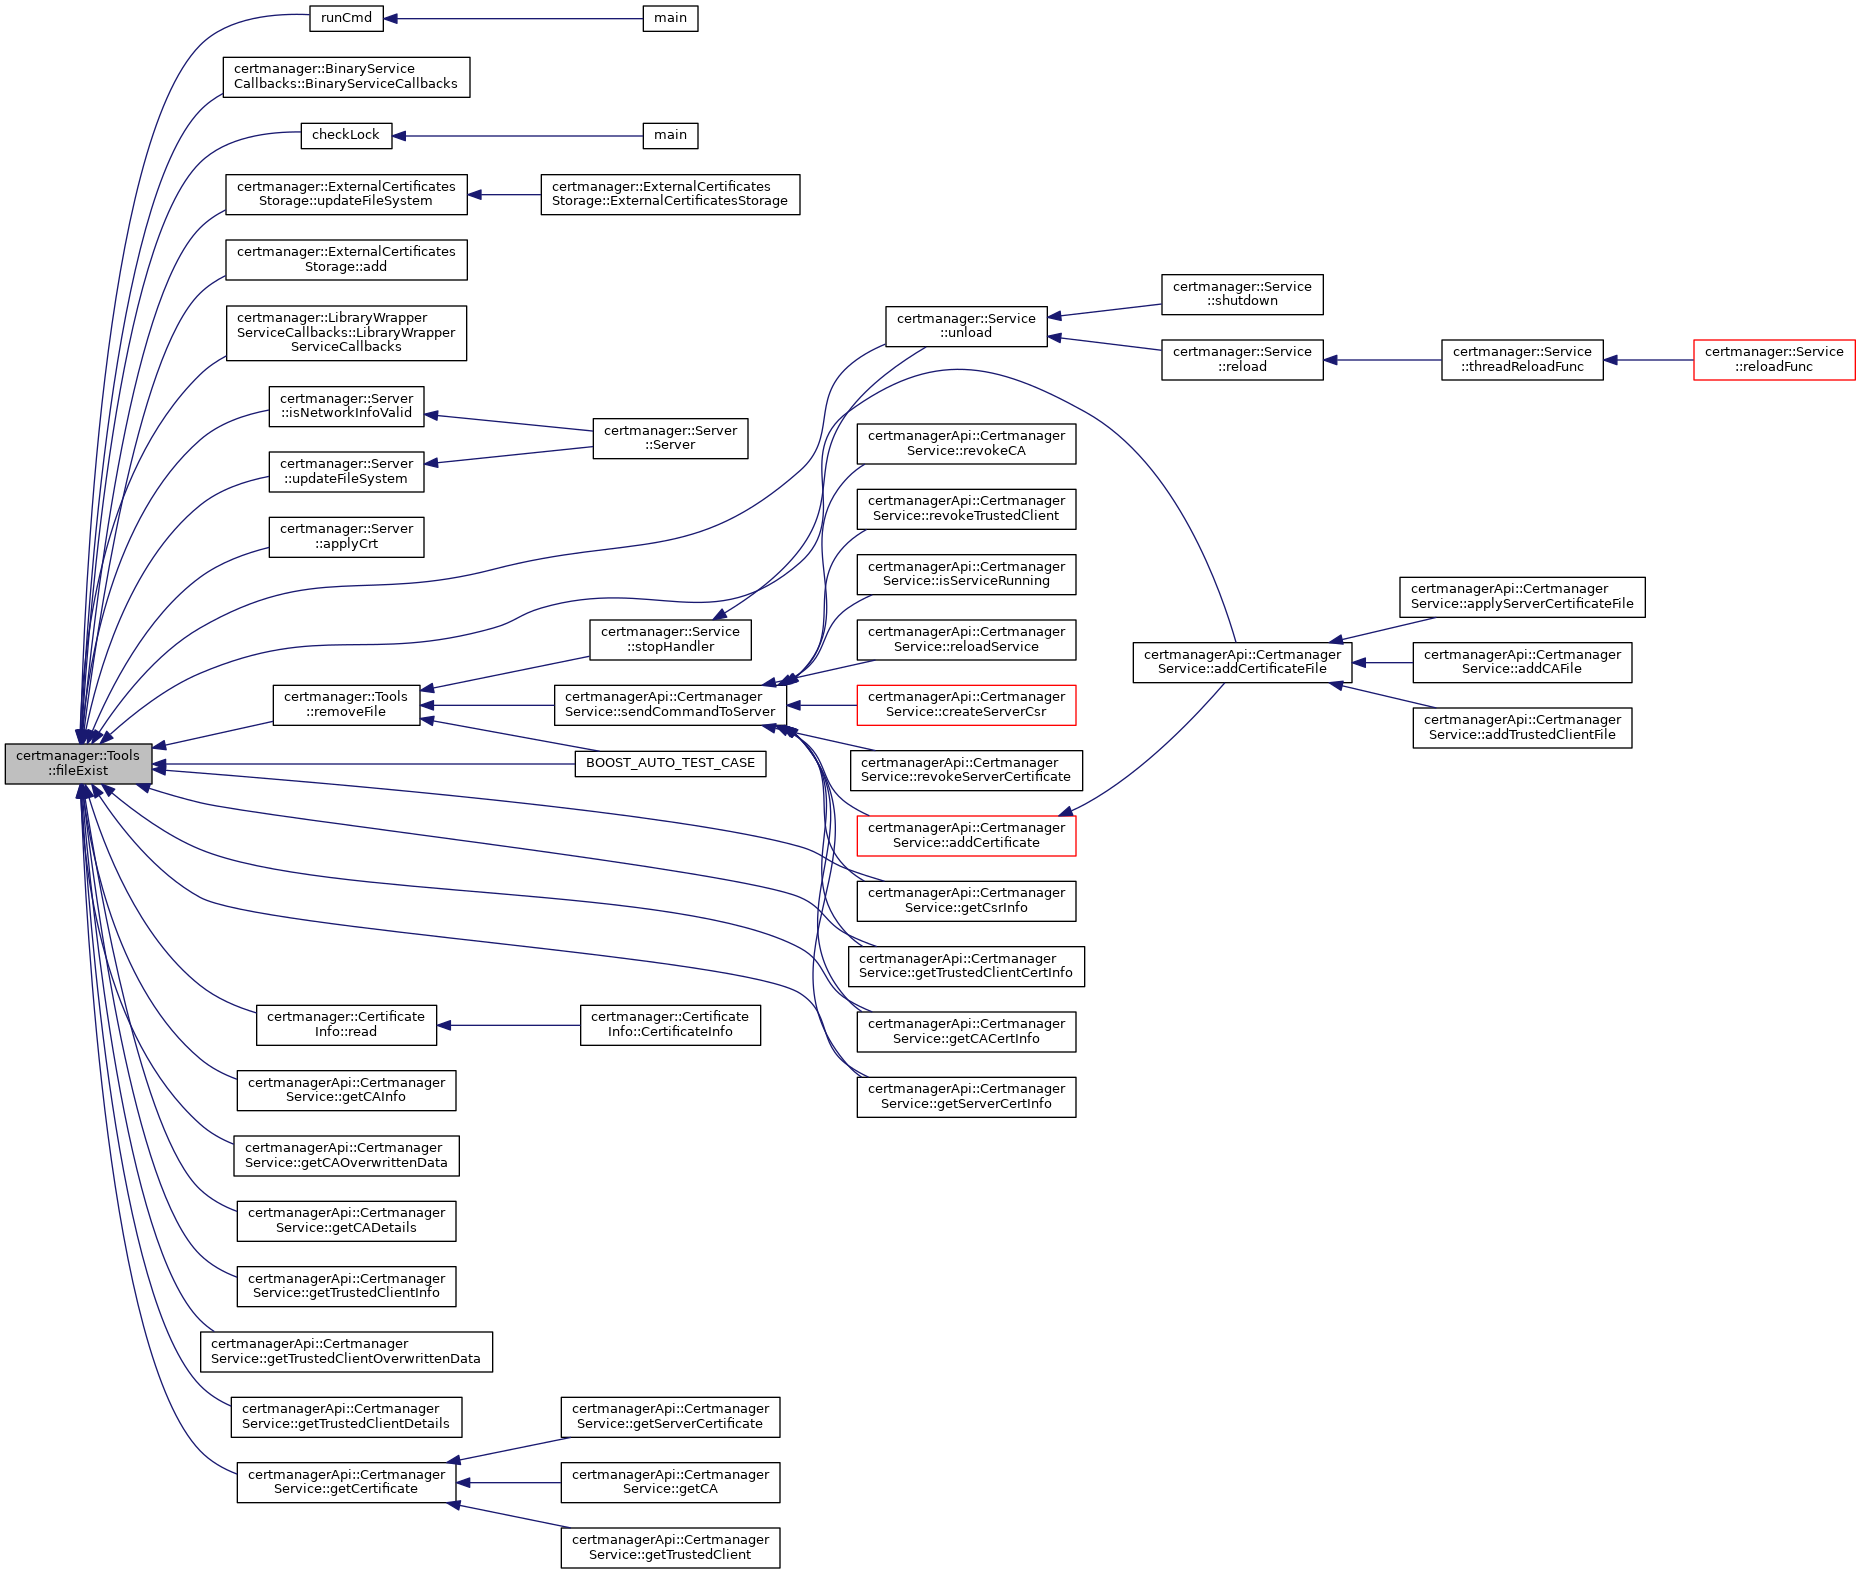 runCmd
main
certmanager::BinaryService
Callbacks::BinaryServiceCallbacks
checkLock
main
certmanager::ExternalCertificates
Storage::updateFileSystem
certmanager::ExternalCertificates
Storage::ExternalCertificatesStorage
certmanager::ExternalCertificates
Storage::add
certmanager::LibraryWrapper
ServiceCallbacks::LibraryWrapper
ServiceCallbacks
certmanager::Server
::isNetworkInfoValid
certmanager::Server
::Server
certmanager::Server
::updateFileSystem
certmanager::Server
::applyCrt
certmanager::Service
::unload
certmanager::Service
::shutdown
certmanager::Service
::reload
certmanager::Service
::threadReloadFunc
certmanager::Service
::reloadFunc
certmanagerApi::Certmanager
Service::revokeCA
certmanagerApi::Certmanager
Service::revokeTrustedClient
certmanagerApi::Certmanager
Service::isServiceRunning
certmanager::Service
::stopHandler
certmanagerApi::Certmanager
Service::reloadService
certmanagerApi::Certmanager
Service::applyServerCertificateFile
certmanagerApi::Certmanager
Service::addCertificateFile
certmanagerApi::Certmanager
Service::addCAFile
certmanagerApi::Certmanager
Service::addTrustedClientFile
certmanager::Tools
::removeFile
certmanagerApi::Certmanager
Service::sendCommandToServer
certmanagerApi::Certmanager
Service::createServerCsr
certmanager::Tools
::fileExist
BOOST_AUTO_TEST_CASE
certmanagerApi::Certmanager
Service::revokeServerCertificate
certmanagerApi::Certmanager
Service::addCertificate
certmanagerApi::Certmanager
Service::getCsrInfo
certmanagerApi::Certmanager
Service::getTrustedClientCertInfo
certmanager::Certificate
Info::read
certmanager::Certificate
Info::CertificateInfo
certmanagerApi::Certmanager
Service::getCACertInfo
certmanagerApi::Certmanager
Service::getCAInfo
certmanagerApi::Certmanager
Service::getServerCertInfo
certmanagerApi::Certmanager
Service::getCAOverwrittenData
certmanagerApi::Certmanager
Service::getCADetails
certmanagerApi::Certmanager
Service::getTrustedClientInfo
certmanagerApi::Certmanager
Service::getTrustedClientOverwrittenData
certmanagerApi::Certmanager
Service::getTrustedClientDetails
certmanagerApi::Certmanager
Service::getServerCertificate
certmanagerApi::Certmanager
Service::getCertificate
certmanagerApi::Certmanager
Service::getCA
certmanagerApi::Certmanager
Service::getTrustedClient